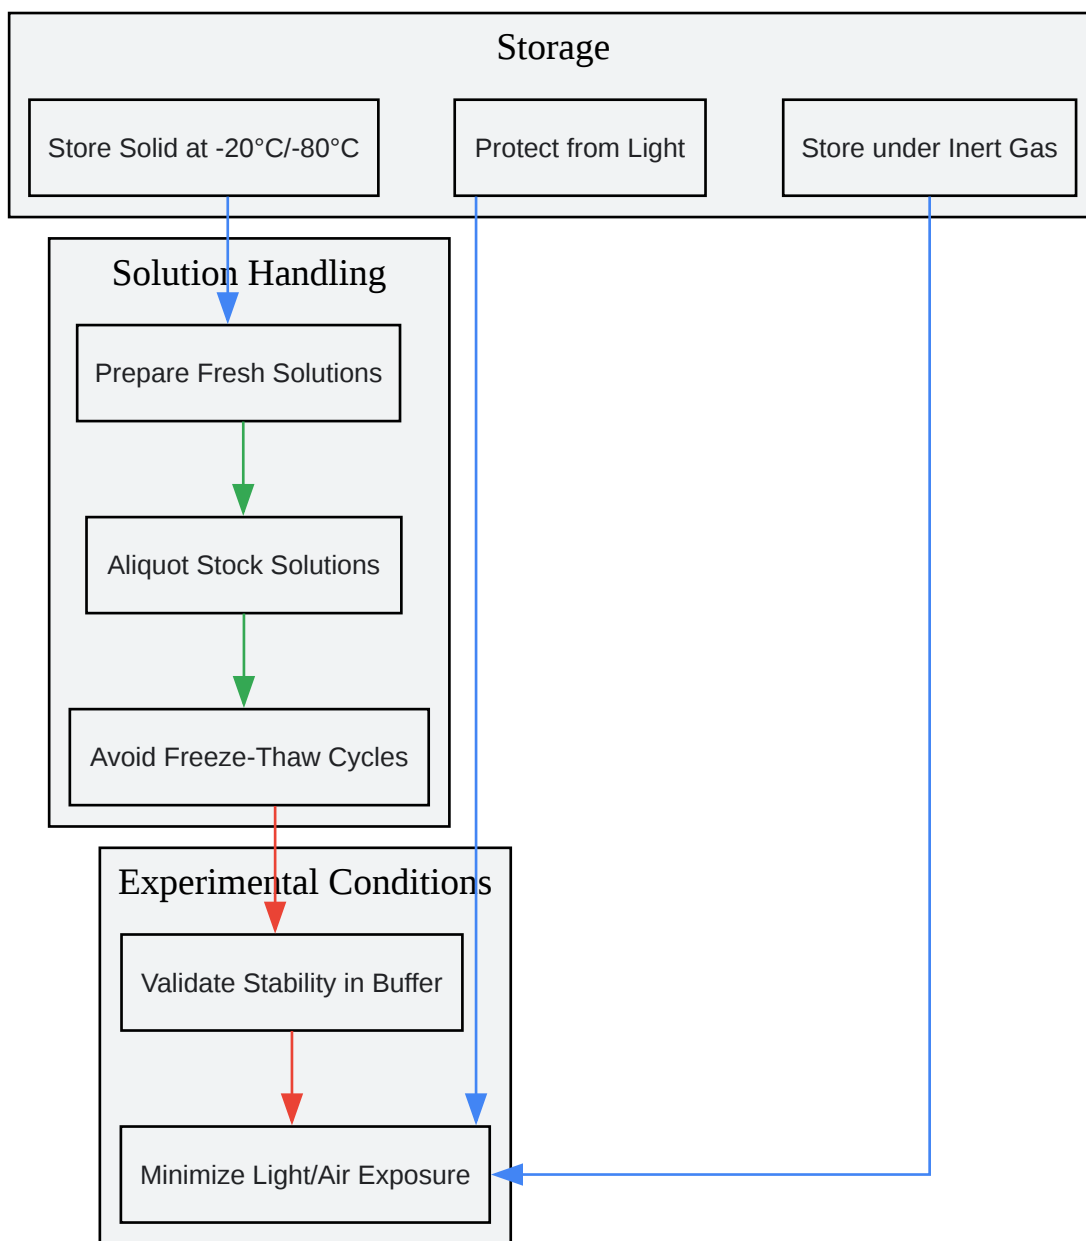 Storage
Store Solid at -20°C/-80°C
Protect from Light
Store under Inert Gas
Solution Handling
Prepare Fresh Solutions
Aliquot Stock Solutions
Avoid Freeze-Thaw Cycles
Experimental Conditions
Validate Stability in Buffer
Minimize Light/Air Exposure